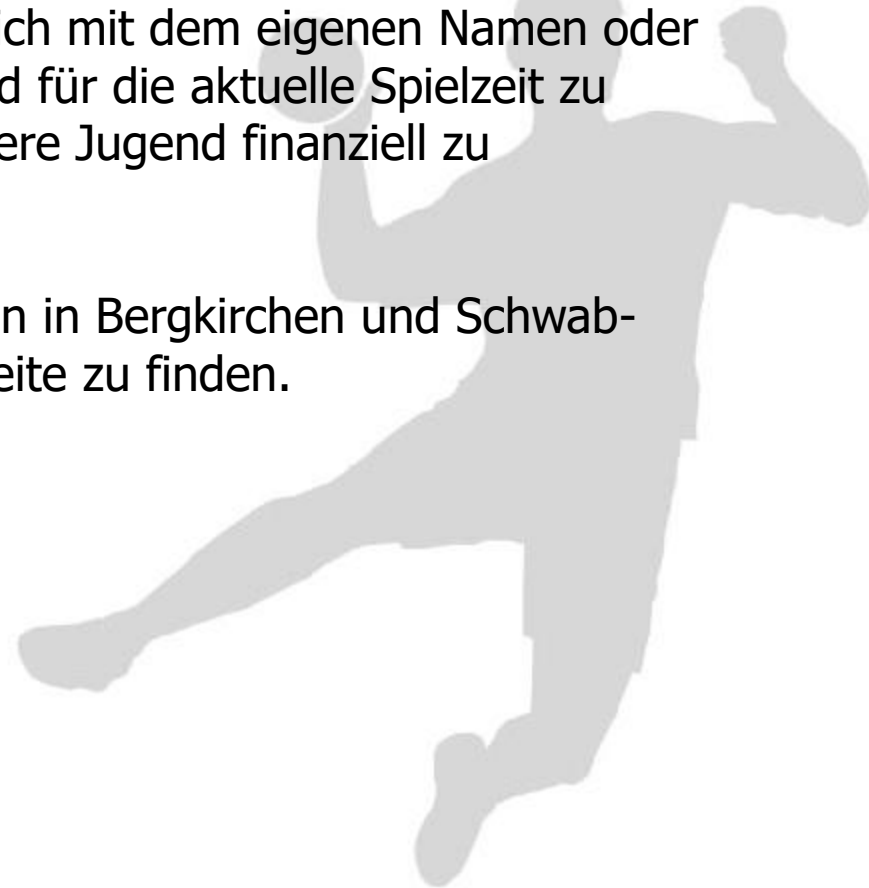 ich mit dem eigenen Namen oder
d für die aktuelle Spielzeit zu
ere Jugend finanziell zu
n in Bergkirchen und Schwab-
eite zu finden.